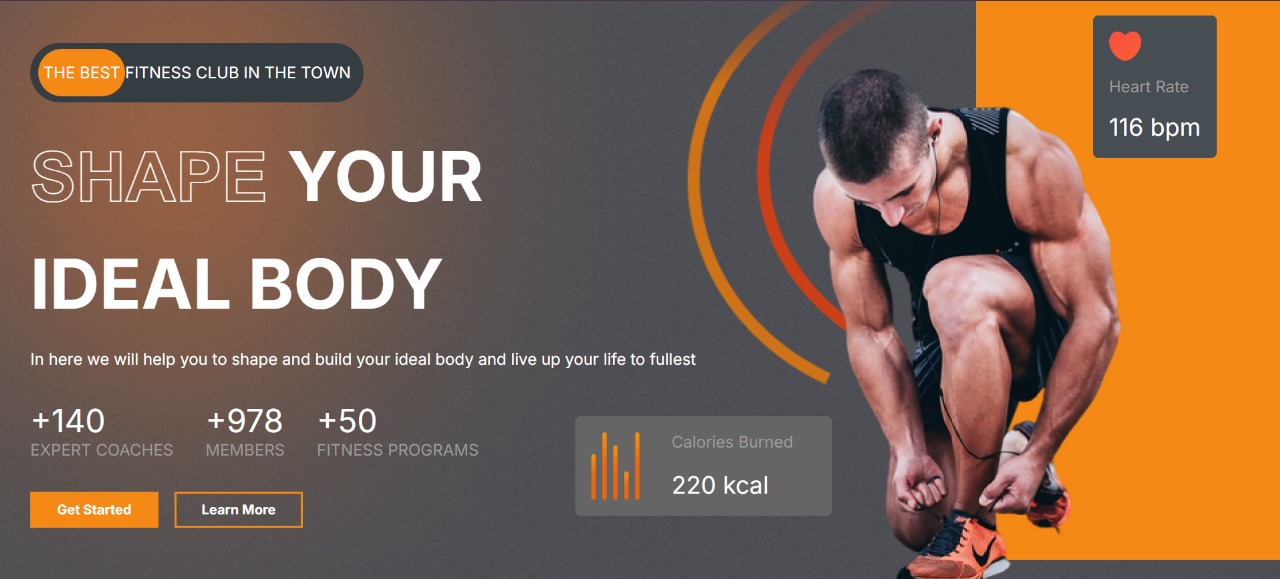 THE BEST FITNESS CLUB IN THE TOWN
SHAPE YOUR
IDEAL BODY
In here we will help you to shape and build your ideal body and live up your life to fullest
+140 +978 +50
EXPERT COACHES MEMBERS FITNESS PROGRAMS
Get Started Learn More
Heart Rate
116 bpm
Calories Burned
220 kcal